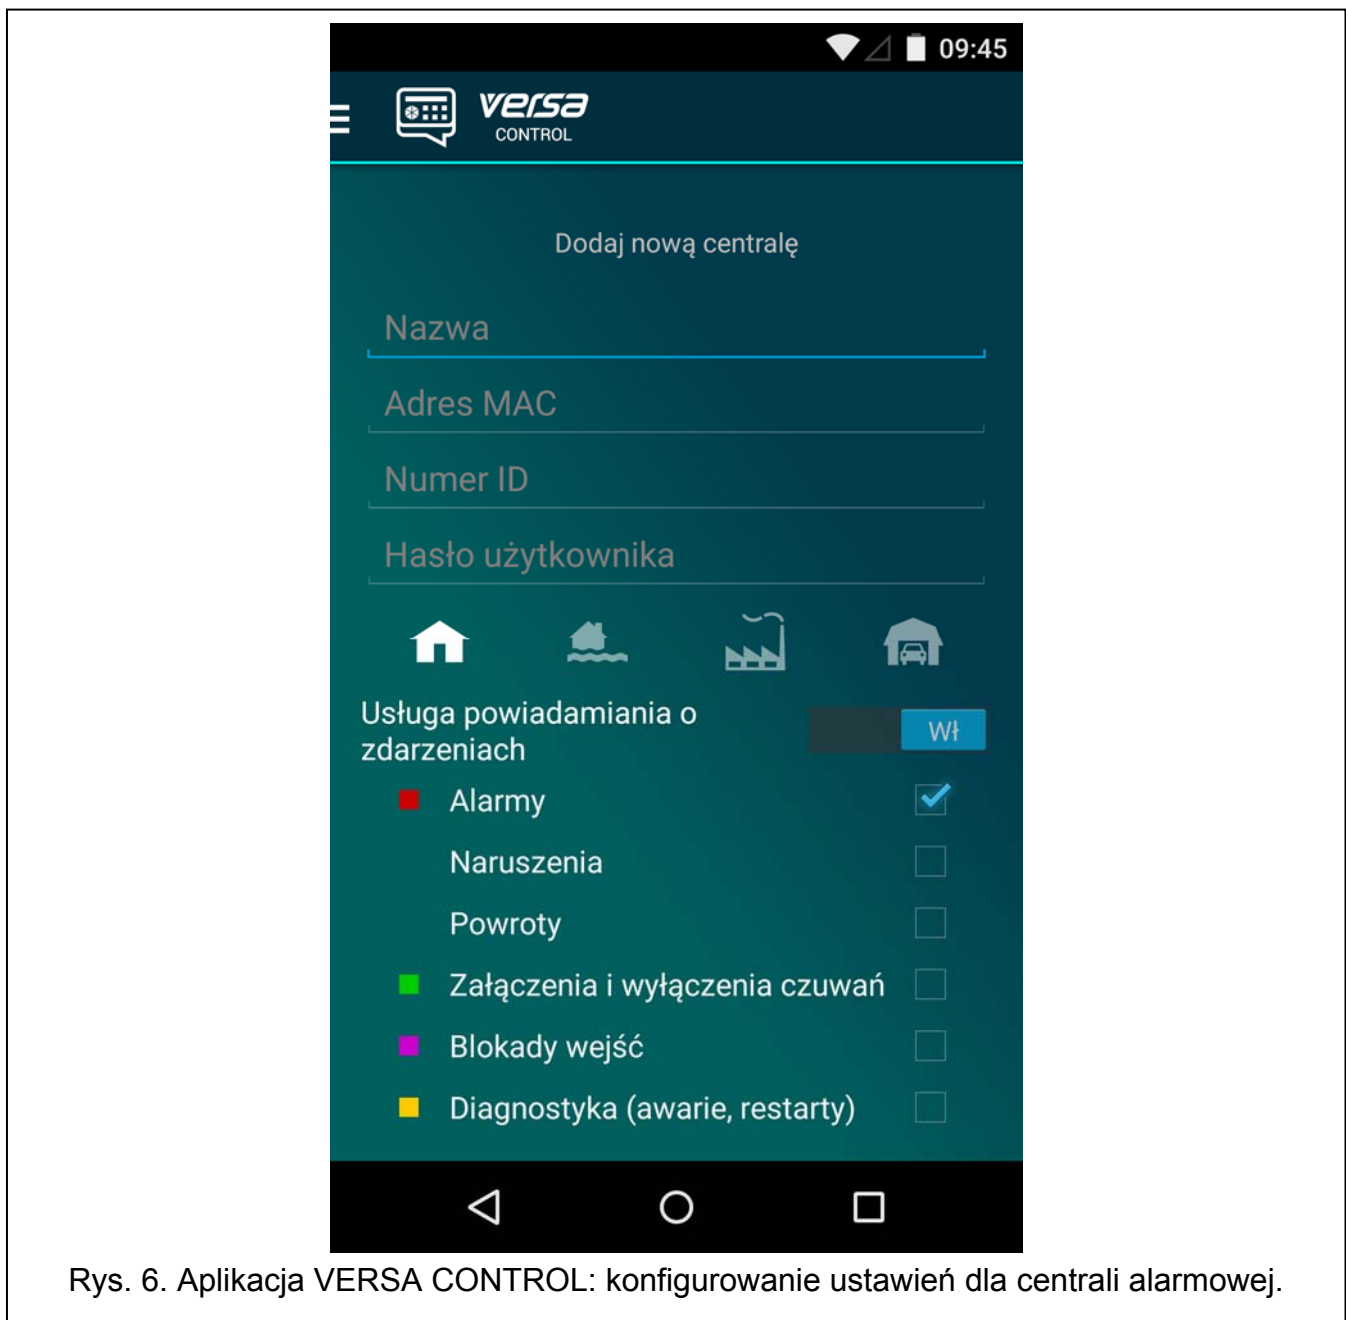 09:45
versa
CONTROL
Dodaj nową centralę
Nazwa
Adres MAC
Numer ID
Hasło użytkownika
Usługa powiadamiania o
zdarzeniach
Wł
Alarmy
Naruszenia
Powroty
Załączenia i wyłączenia czuwań
Blokady wejść
Diagnostyka (awarie, restarty)
Rys. 6. Aplikacja VERSA CONTROL: konfigurowanie ustawień dla centrali alarmowej.